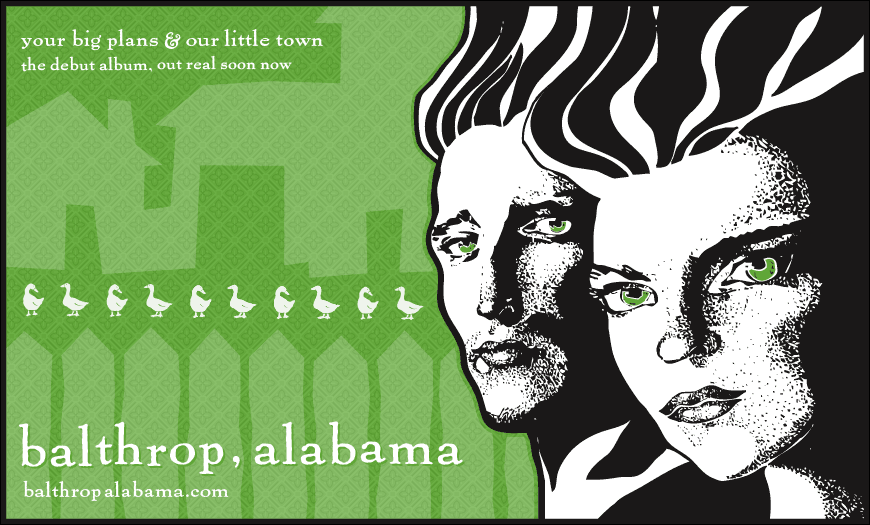 your big plans & our little town
the debut album, out real soon now
balthrop, alabama
balthropalabama.com